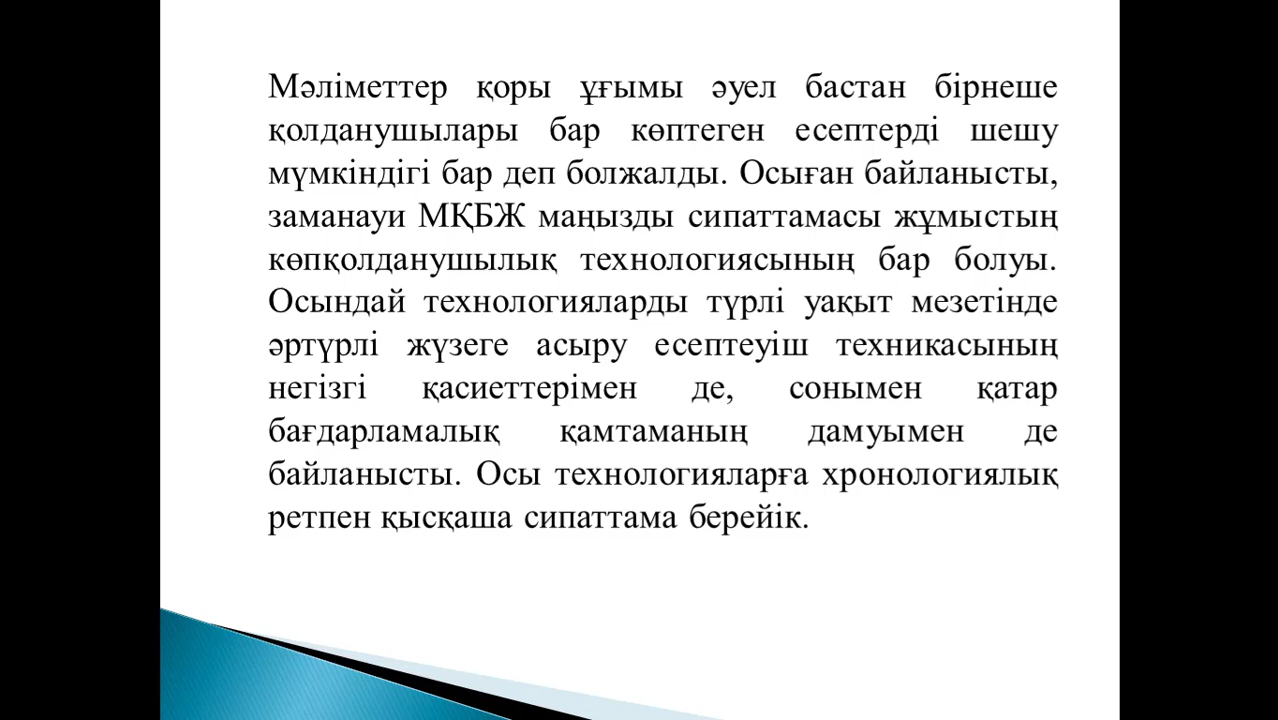 Мәліметтер қоры ұғымы әуел бастан бірнеше
қолданушылары бар көптеген есептерді шешу
мүмкіндігі бар деп болжалды. Осыған байланысты,
заманауи МҚБЖ маңызды сипаттамасы жұмыстың
көпқолданушылық технологиясының бар болуы.
Осындай технологияларды түрлі уақыт мезетінде
әртүрлі жүзеге асыру есептеуіш техникасының
негізгі қасиеттерімен де, сонымен қатар
бағдарламалық қамтаманың дамуымен де
байланысты. Осы технологияларға хронологиялық
ретпен қысқаша сипаттама берейік.